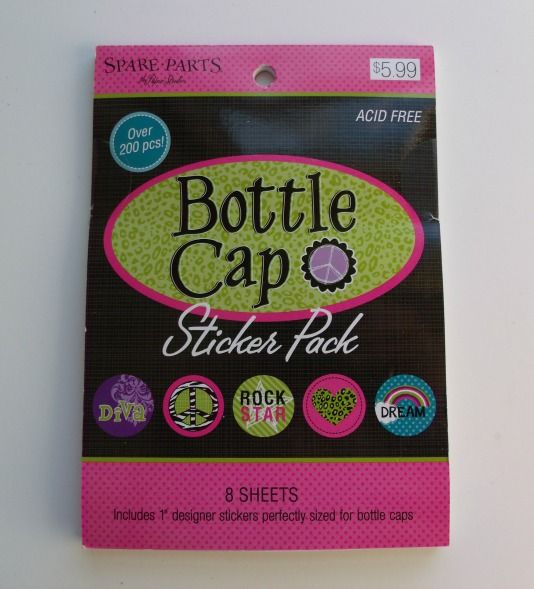 SPARE·PARTS
$5.99
ACID FREE
Over
200 pcs!
Bottle
Cap
Sticker Pack
DiVa
ROCK
STAR
DREAM
8 SHEETS
Includes 1" designer stickers perfectly sized for bottle caps